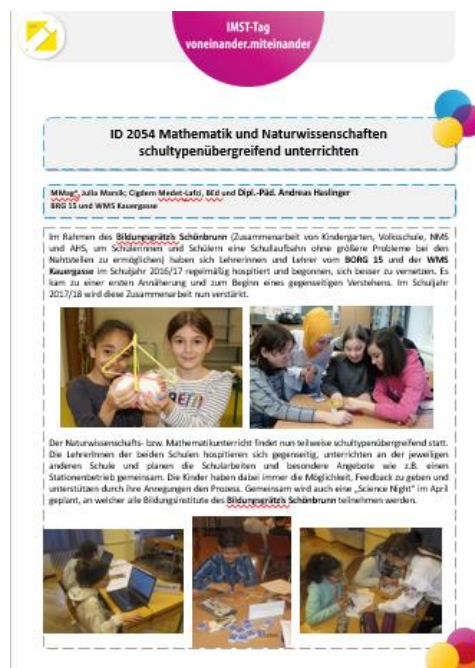 IMST-Tag
voneinander.miteinander
ID 2054 Mathematik und Naturwissenschaften
schultypenübergreifend unterrichten
MMag. Julia Marsik; Cigdem Medet-Lafci, BEd und Dipl.-Päd. Andreas Haslinger
BRG 15 und WMS Kauergasse
Im Rahmen des Bildungsgrätzls Schönbrunn (Zusammenarbeit von Kindergarten, Volksschule, NMS
und AHS, um Schülerinnen und Schülern eine Schullaufbahn ohne größere Probleme bei den
Nahtstellen zu ermöglichen) haben sich Lehrerinnen und Lehrer vom BORG 15 und der WMS
Kauergasse im Schuljahr 2016/17 regelmäßig hospitiert und begonnen, sich besser zu vernetzen. Es
kam zu einer ersten Annäherung und zum Beginn eines gegenseitigen Verstehens. Im Schuljahr
2017/18 wird diese Zusammenarbeit nun verstärkt.
Der Naturwissenschafts- bzw. Mathematikunterricht findet nun teilweise schultypenübergreifend statt.
Die LehrerInnen der beiden Schulen hospitieren sich gegenseitig, unterrichten an der jeweiligen
anderen Schule und planen die Schularbeiten und besondere Angebote wie z.B. einen
Stationenbetrieb gemeinsam. Die Kinder haben dabei immer die Möglichkeit, Feedback zu geben und
unterstützen durch ihre Anregungen den Prozess. Gemeinsam wird auch eine „Science Night“ im April
geplant, an welcher alle Bildungsinstitute des Bildungsgrätzls Schönbrunn teilnehmen werden.